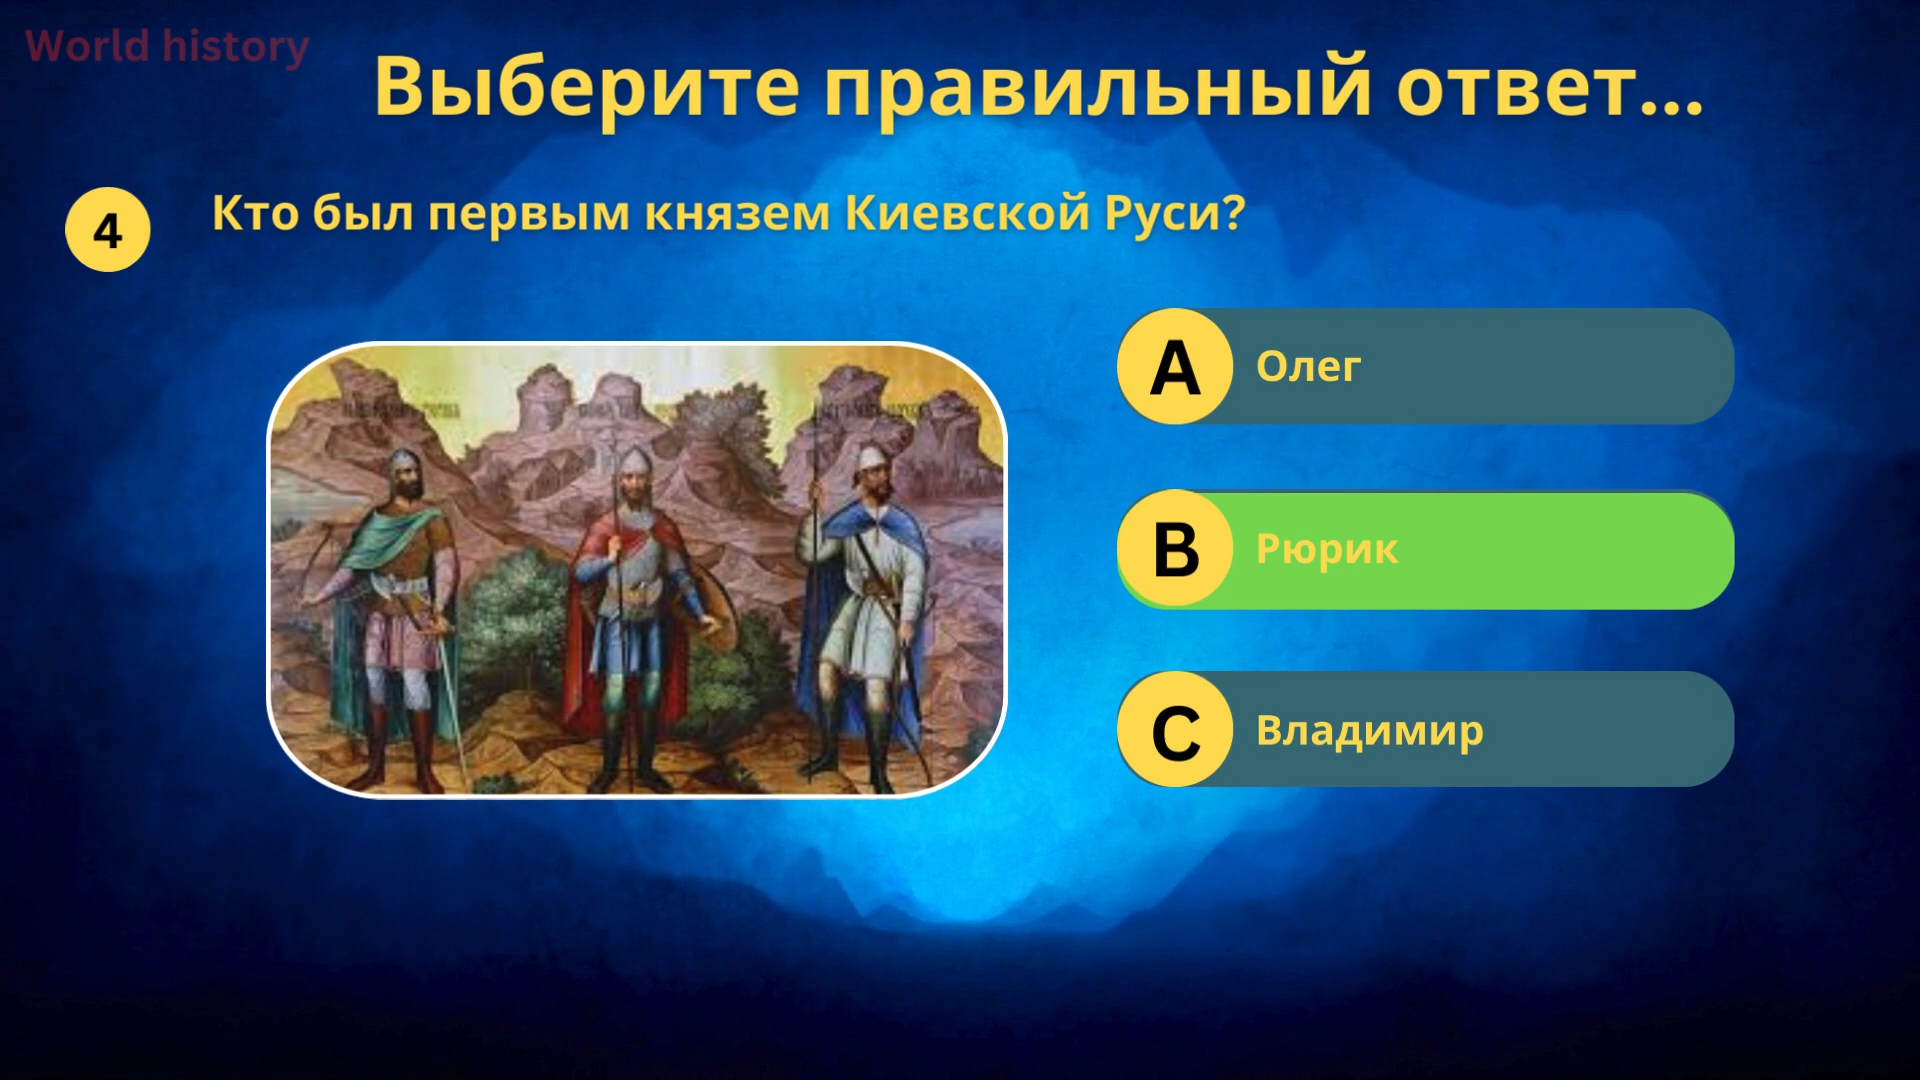 World history
Выберите правильный ответ...
4
Кто был первым князем Киевской Руси?
A
Олег
B
Рюрик
C
Владимир